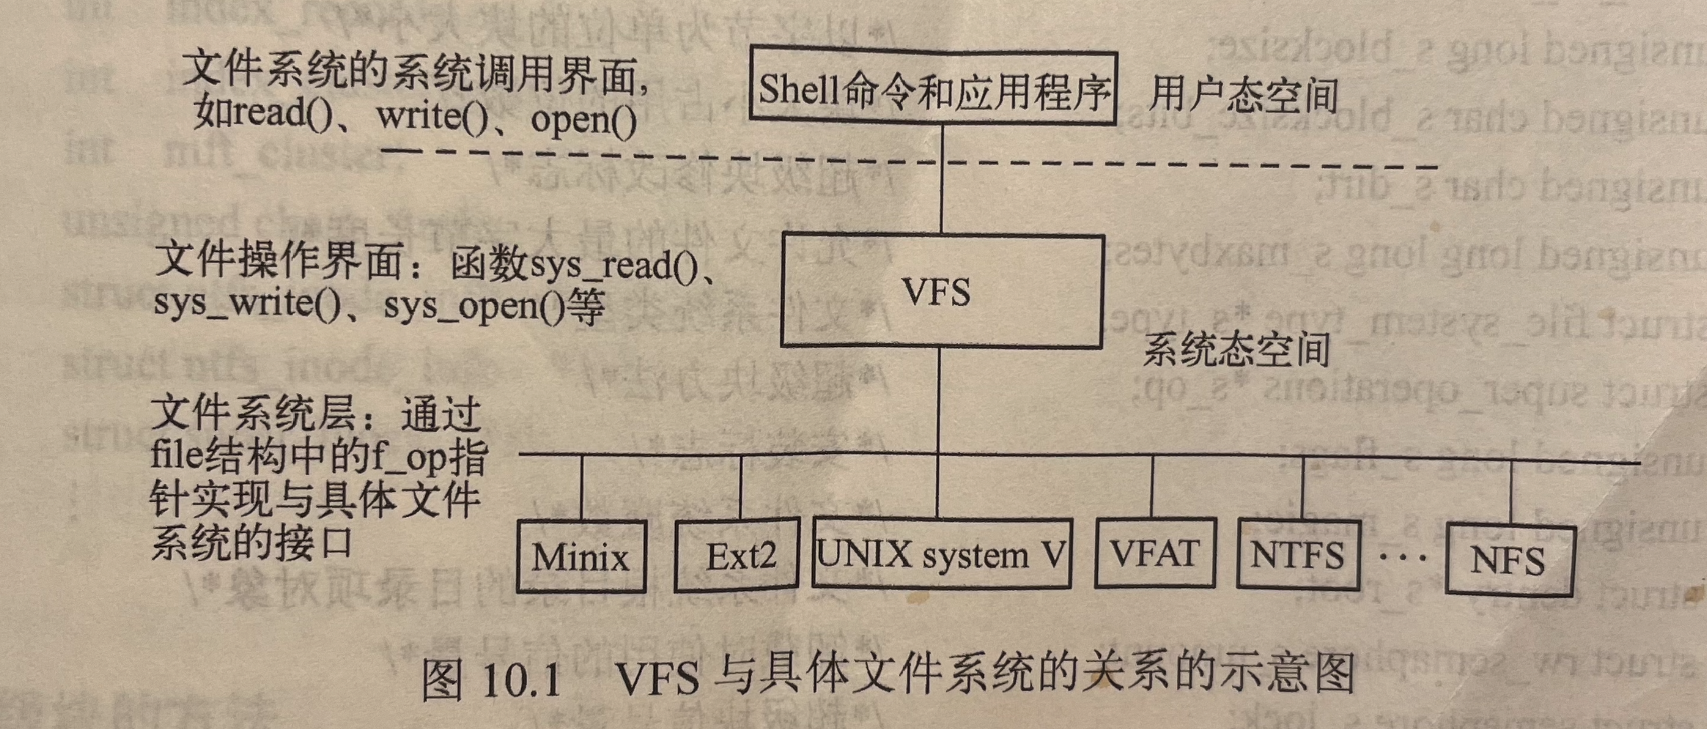 文件系统的系统调用界面,
如read()、write()、open()
Shell命令和应用程序
用户态空间
文件操作界面：函数sys_read()、
sys_write()、sys_open()等
VFS
系统态空间
文件系统层：通过
file结构中的f_op指
针实现与具体文件
系统的接口
Minix
Ext2
UNIX system V
VFAT
NTFS
···
NFS
图 10.1 VFS 与具体文件系统的关系的示意图